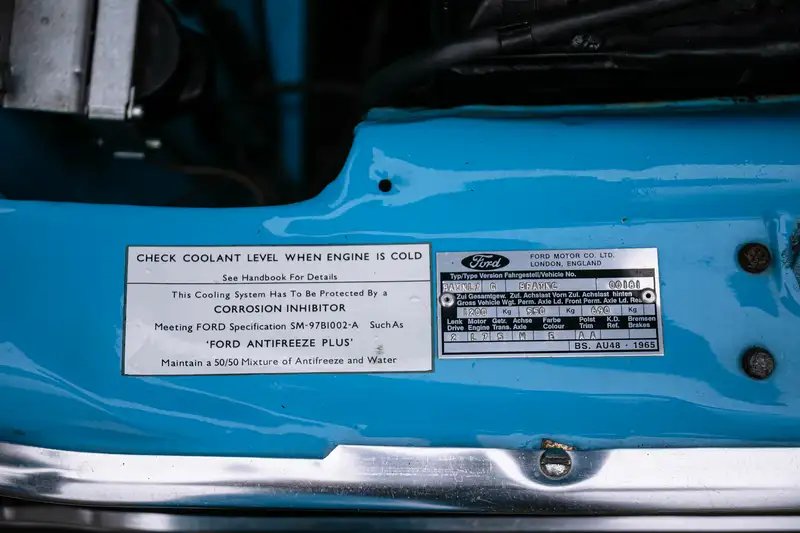 CHECK COOLANT LEVEL WHEN ENGINE IS COLD
See Handbook For Details
This Cooling System Has To Be Protected By a
CORROSION INHIBITOR
Meeting FORD Specification SM-97B1002-A Such As
'FORD ANTIFREEZE PLUS'
Maintain a 50/50 Mixture of Antifreeze and Water
Ford
FORD MOTOR CO. LTD.
LONDON, ENGLAND
Typ/Type Version Fahrgestell/Vehicle No.
Zul Gesamtgew. Zul. Achslast Vorn Zul. Achslast hinten
Gross Vehicle Wgt. Perm. Axle Ld. Front Perm. Axle Ld. Rear
1200 Kg 550 Kg 690 Kg
Lenk Motor Getr. Achse Farbe Polst K.D. Bremsen
Drive Engine Trans. Axle Colour Trim Ref. Brakes
BS. AU48 · 1965